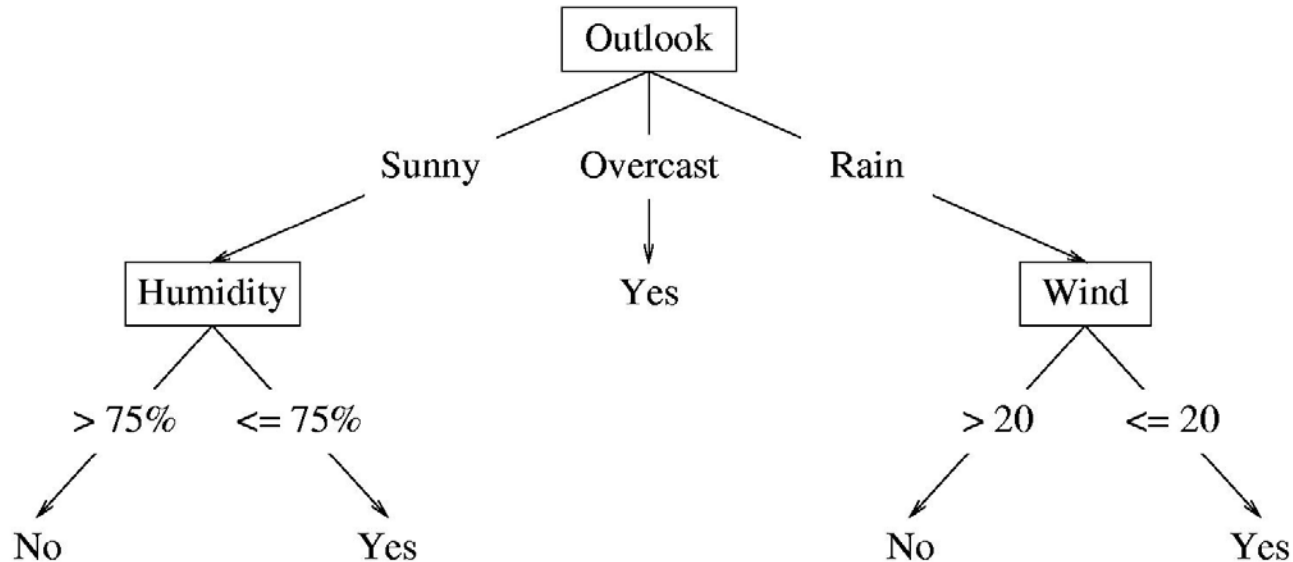 Outlook
Sunny Overcast Rain
Humidity Yes Wind
> 75% <= 75% > 20 <= 20
No Yes No Yes